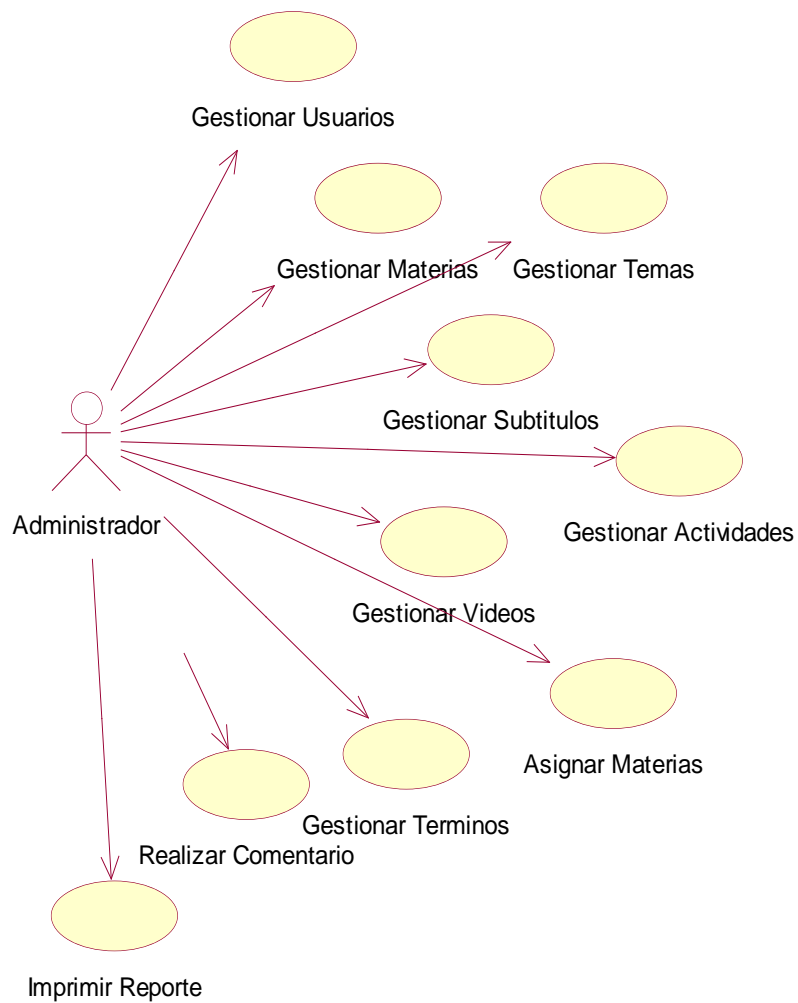 Gestionar Usuarios
Gestionar Materias
Gestionar Temas
Gestionar Subtitulos
Administrador
Gestionar Actividades
Gestionar Videos
Asignar Materias
Gestionar Terminos
Realizar Comentario
Imprimir Reporte